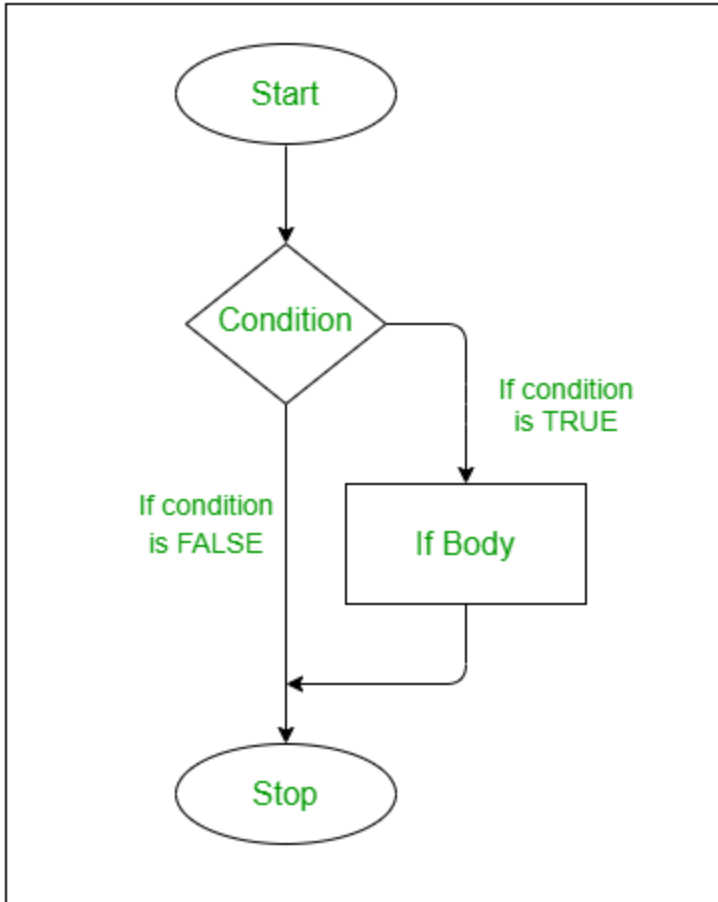 Start
Condition
If condition
is TRUE
If condition
is FALSE
If Body
Stop